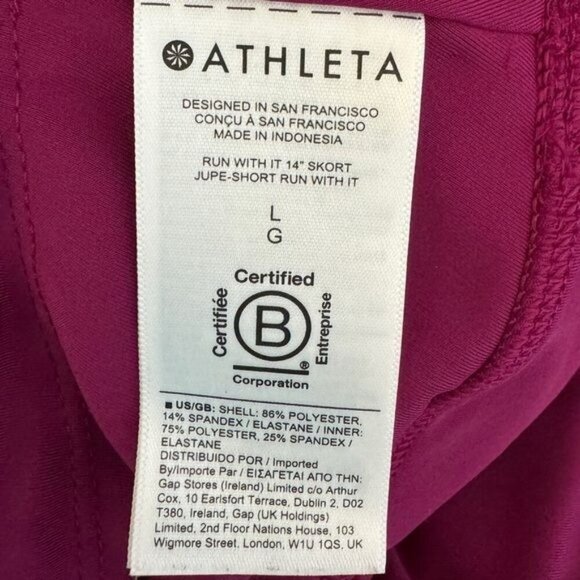 ATHLETA
DESIGNED IN SAN FRANCISCO
CONÇU À SAN FRANCISCO
MADE IN INDONESIA
RUN WITH IT 14" SKORT
JUPE-SHORT RUN WITH IT
L
G
Certified
Certifiée
B
Entreprise
®
Corporation
■ US/GB: SHELL: 86% POLYESTER,
14% SPANDEX / ELASTANE / INNER:
75% POLYESTER, 25% SPANDEX /
ELASTANE
DISTRIBUIDO POR / Imported
By/Importe Par / ΕΙΣΑΓΕΤΑΙ ΑΠΟ ΤΗΝ:
Gap Stores (Ireland) Limited c/o Arthur
Cox, 10 Earlsfort Terrace, Dublin 2, D02
T380, Ireland, Gap (UK Holdings)
Limited, 2nd Floor Nations House, 103
Wigmore Street, London, W1U 1QS. UK